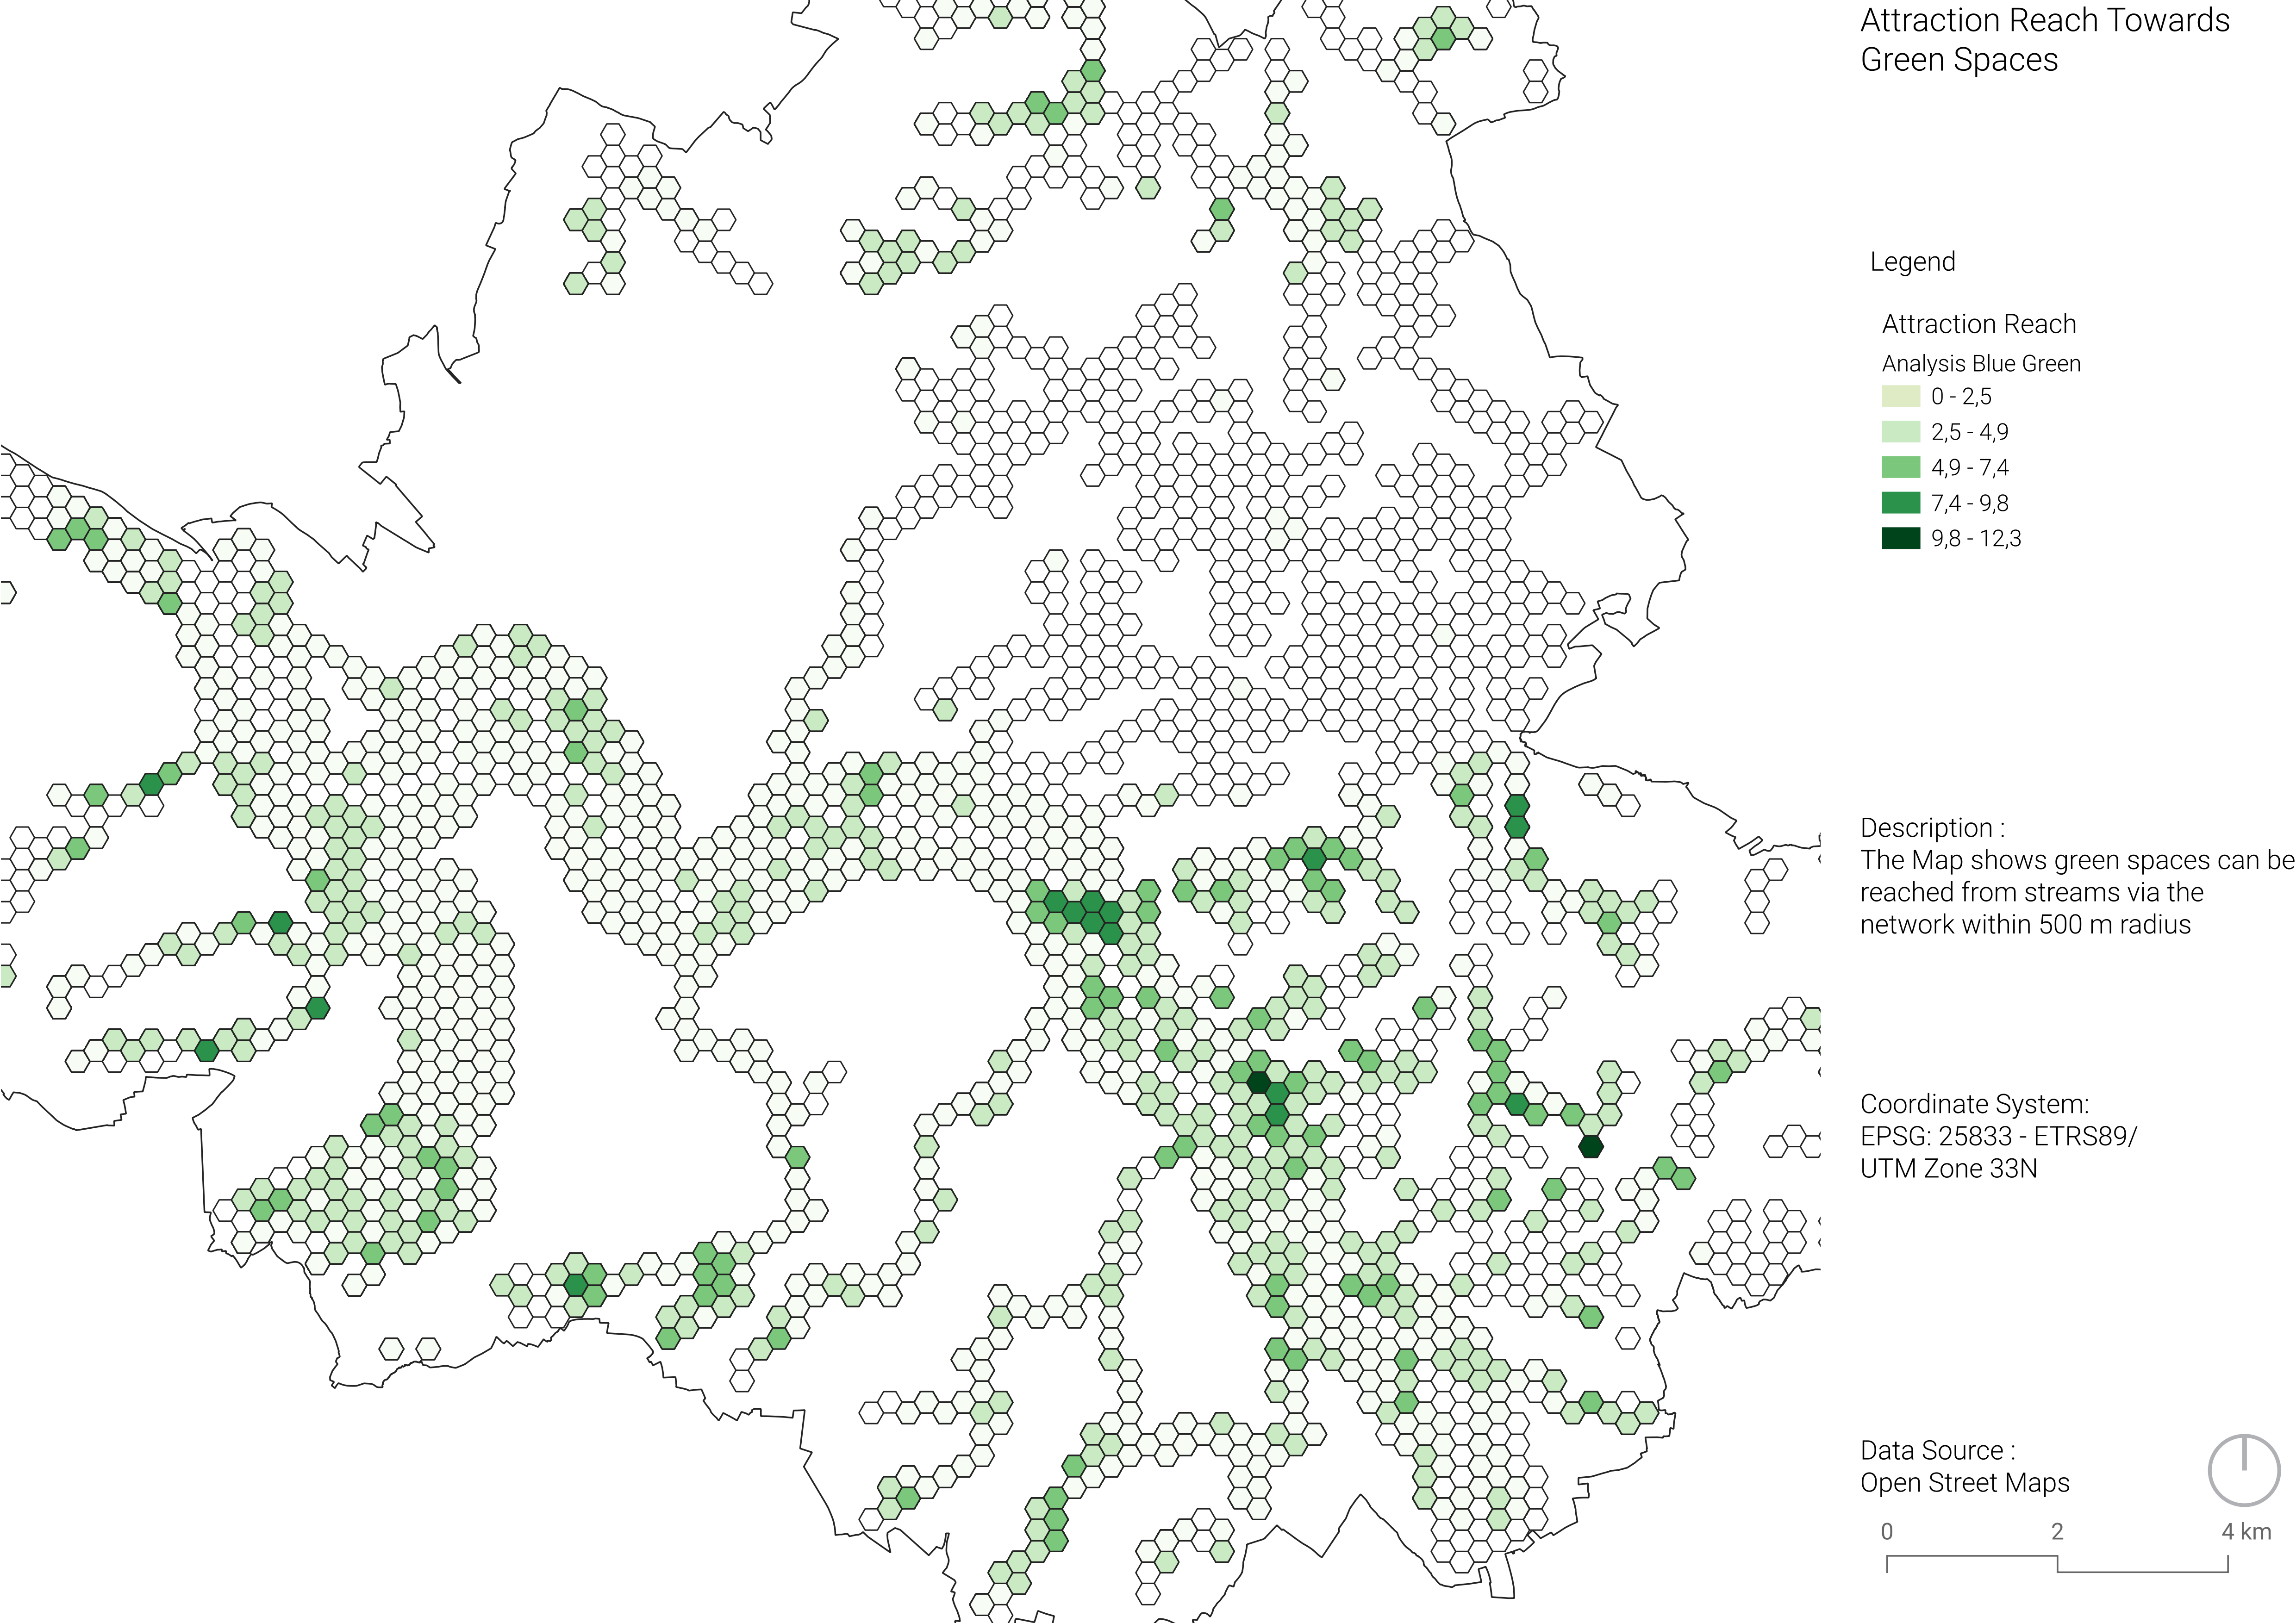 Attraction Reach Towards
Green Spaces
Legend
Attraction Reach
Analysis Blue Green
0 - 2,5
2,5 - 4,9
4,9 - 7,4
7,4 - 9,8
9,8 - 12,3
Description :
The Map shows green spaces can be
reached from streams via the
network within 500 m radius
Coordinate System:
EPSG: 25833 - ETRS89/
UTM Zone 33N
Data Source :
Open Street Maps
0 2 4 km